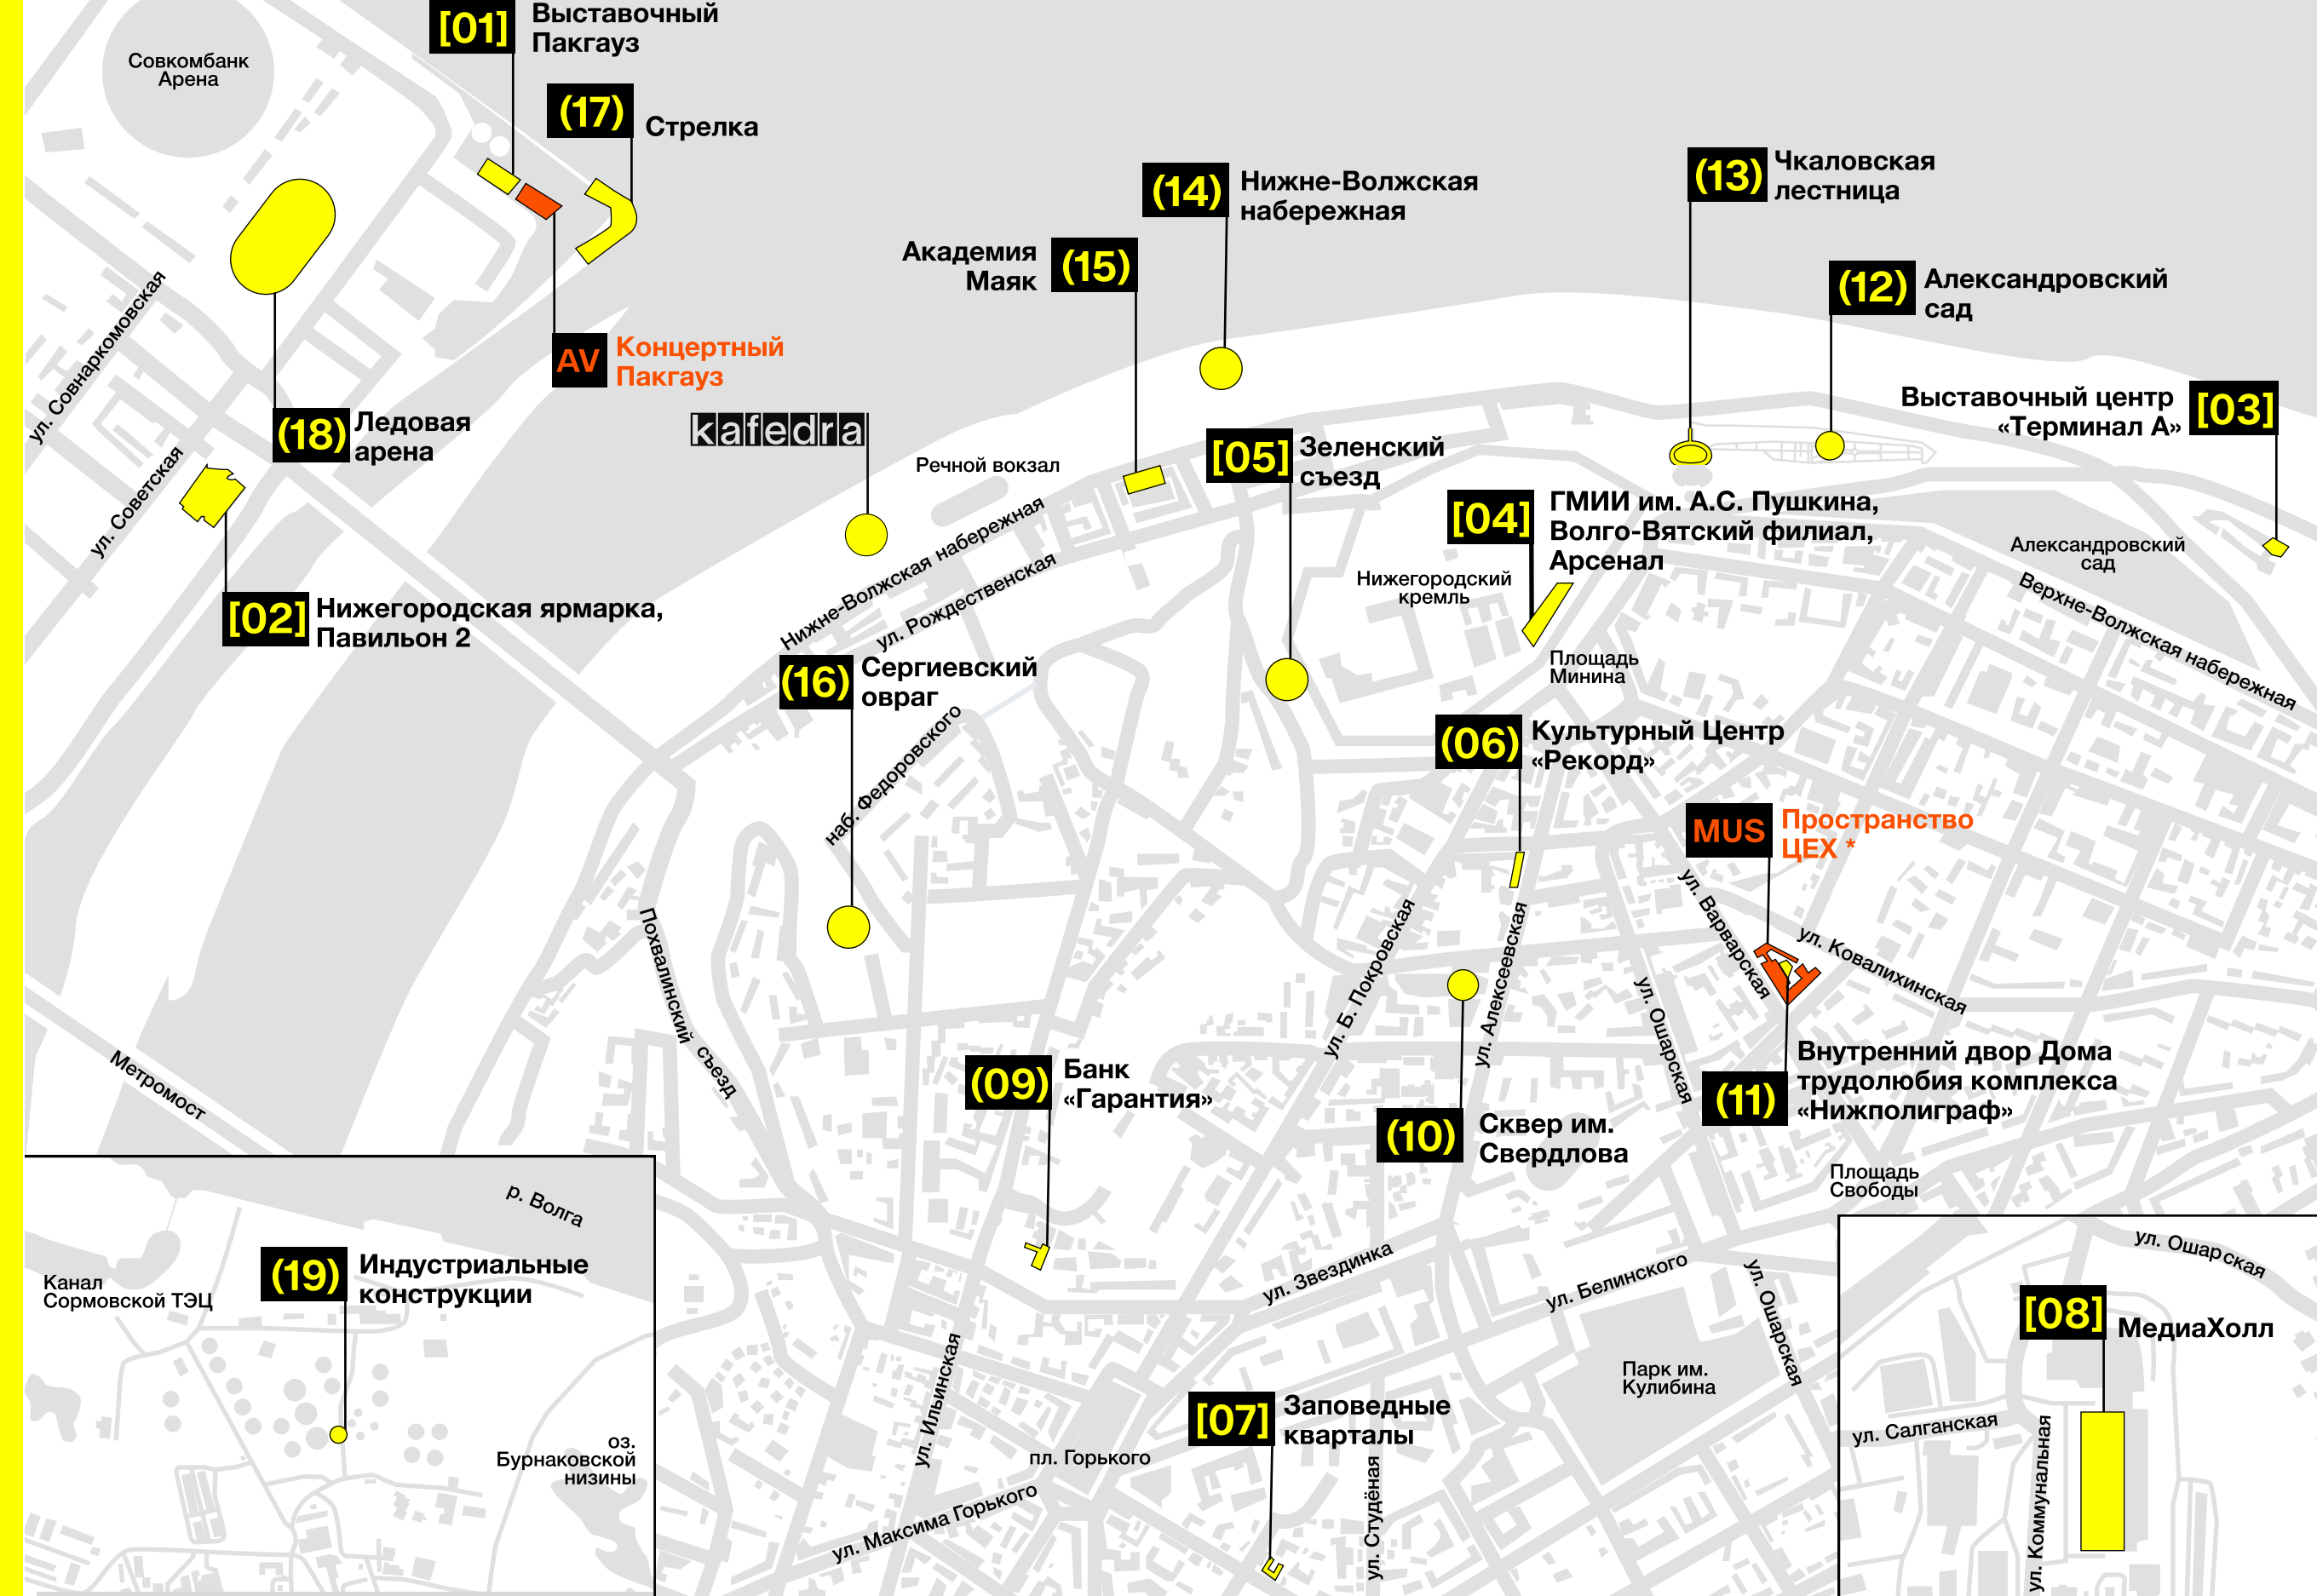 [01]
Выставочный
Пакгауз
Совкомбанк
Арена
(17)
Стрелка
(14)
Нижне-Волжская
набережная
(13)
Чкаловская
лестница
Академия
Маяк
(15)
(12)
Александровский
сад
ул. Совнаркомовская
AV
Концертный
Пакгауз
Выставочный центр
«Терминал А»
[03]
(18)
Ледовая
арена
kafedra
Речной вокзал
[05]
Зеленский
съезд
ул. Советская
[04]
ГМИИ им. А.С. Пушкина,
Волго-Вятский филиал,
Арсенал
Нижне-Волжская набережная
ул. Рождественская
Нижегородский
кремль
Александровский
сад
Верхне-Волжская набережная
[02]
Нижегородская ярмарка,
Павильон 2
(16)
Сергиевский
овраг
Площадь
Минина
наб. Федоровского
(06)
Культурный Центр
«Рекорд»
MUS
Пространство
ЦЕХ *
ул. Варварская
ул. Ковалихинская
Похвалинский съезд
ул. Б. Покровская
ул. Алексеевская
ул. Ошарская
Метромост
(09)
Банк
«Гарантия»
(10)
Сквер им.
Свердлова
(11)
Внутренний двор Дома
трудолюбия комплекса
«Нижполиграф»
Площадь
Свободы
р. Волга
Канал
Сормовской ТЭЦ
(19)
Индустриальные
конструкции
оз.
Бурнаковской
низины
ул. Звездинка
ул. Белинского
ул. Ошарская
ул. Ильинская
Парк им.
Кулибина
[07]
Заповедные
кварталы
пл. Горького
ул. Максима Горького
ул. Студёная
ул. Ошарская
[08]
МедиаХолл
ул. Салганская
ул. Коммунальная